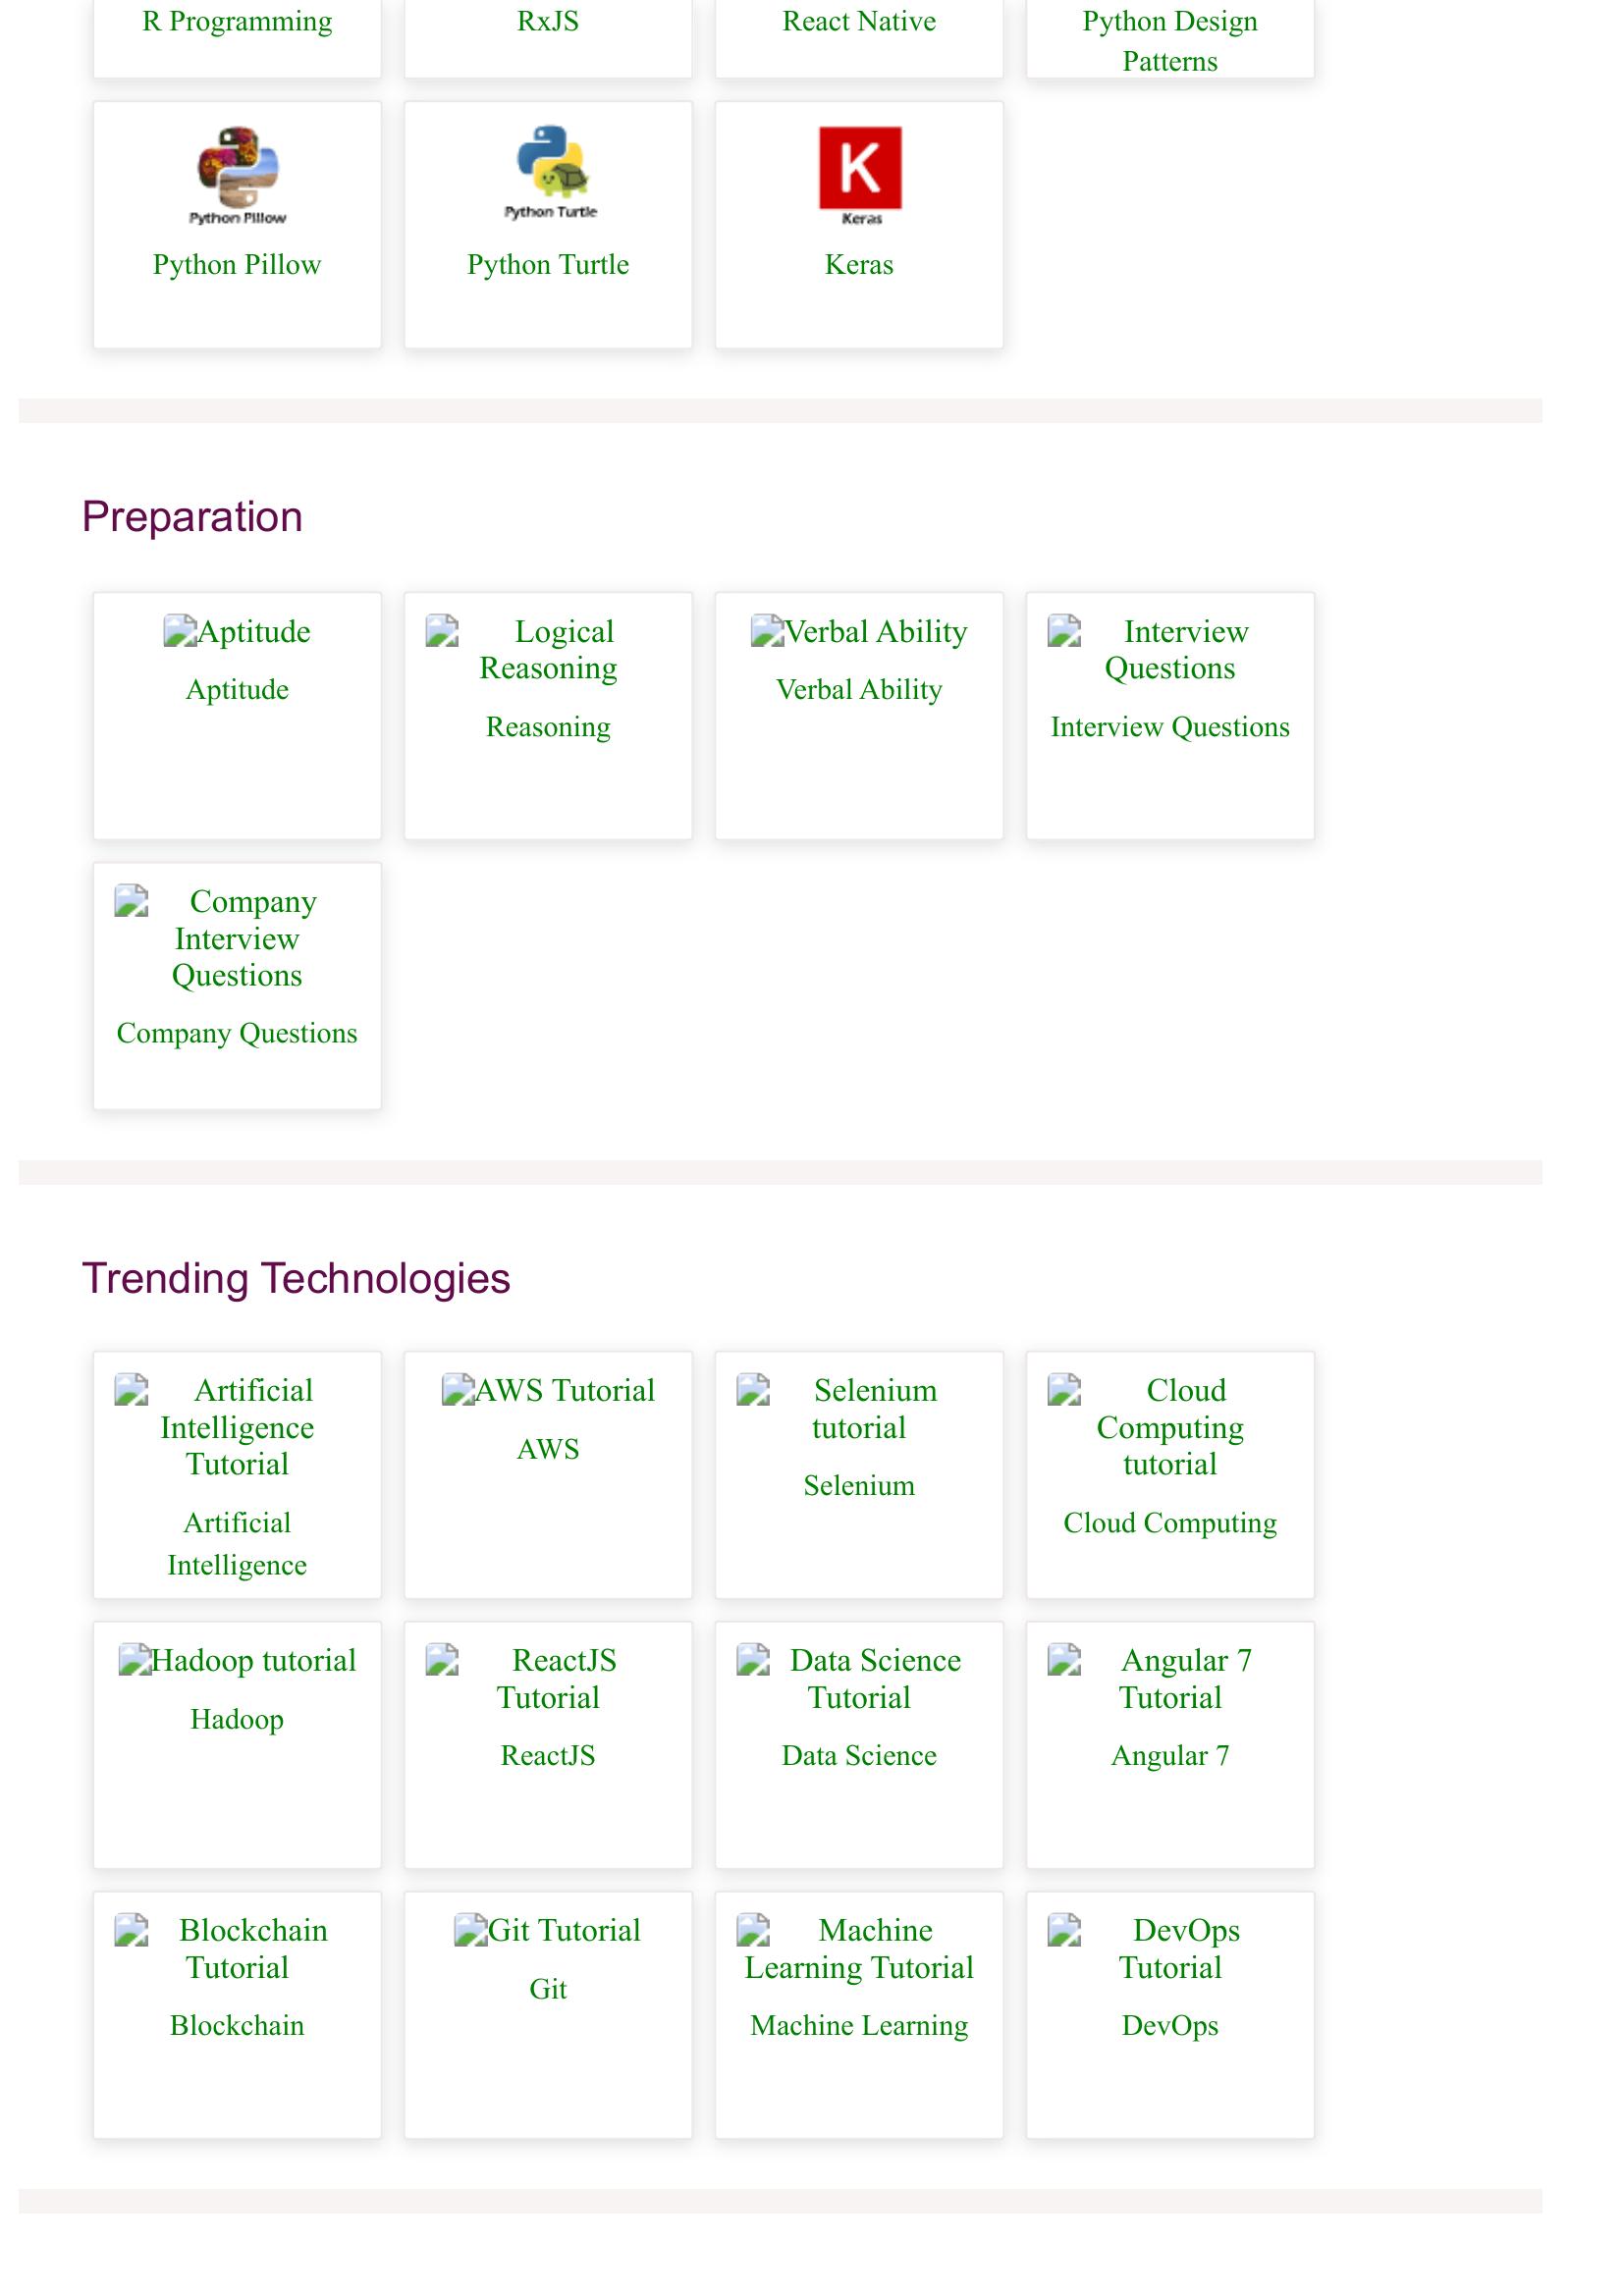 R Programming
RxJS
React Native
Python Design
Patterns
Python Pillow
Python Pillow
Python Turtle
Python Turtle
K
Keras
Keras
Preparation
Aptitude
Aptitude
Logical
Reasoning
Reasoning
Verbal Ability
Verbal Ability
Interview
Questions
Interview Questions
Company
Interview
Questions
Company Questions
Trending Technologies
Artificial
Intelligence
Tutorial
Artificial
Intelligence
AWS Tutorial
AWS
Selenium
tutorial
Selenium
Cloud
Computing
tutorial
Cloud Computing
Hadoop tutorial
Hadoop
ReactJS
Tutorial
ReactJS
Data Science
Tutorial
Data Science
Angular 7
Tutorial
Angular 7
Blockchain
Tutorial
Blockchain
Git Tutorial
Git
Machine
Learning Tutorial
Machine Learning
DevOps
Tutorial
DevOps